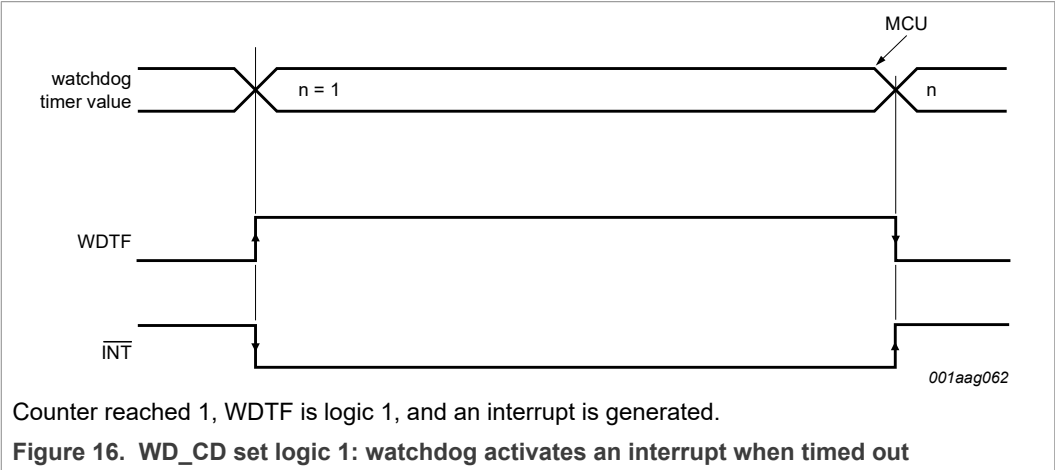 MCU
watchdog
timer value
n = 1
n
WDTF
I̅N̅T̅
001aag062
Counter reached 1, WDTF is logic 1, and an interrupt is generated.
Figure 16. WD_CD set logic 1: watchdog activates an interrupt when timed out